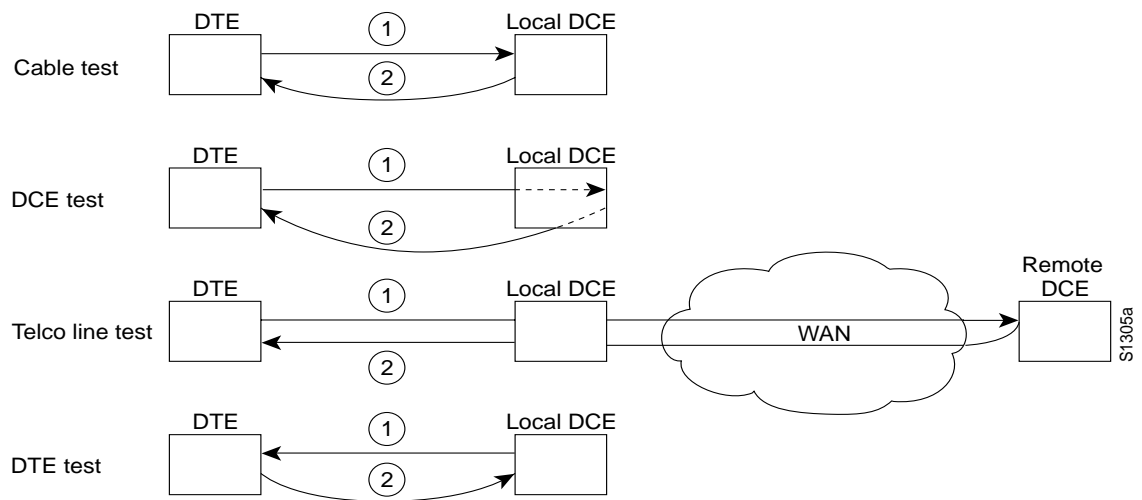 DTE
Local DCE
1
Cable test
2
DTE
Local DCE
1
DCE test
2
DTE
Local DCE
Remote
DCE
1
Telco line test
WAN
2
S1305a
DTE
Local DCE
1
DTE test
2